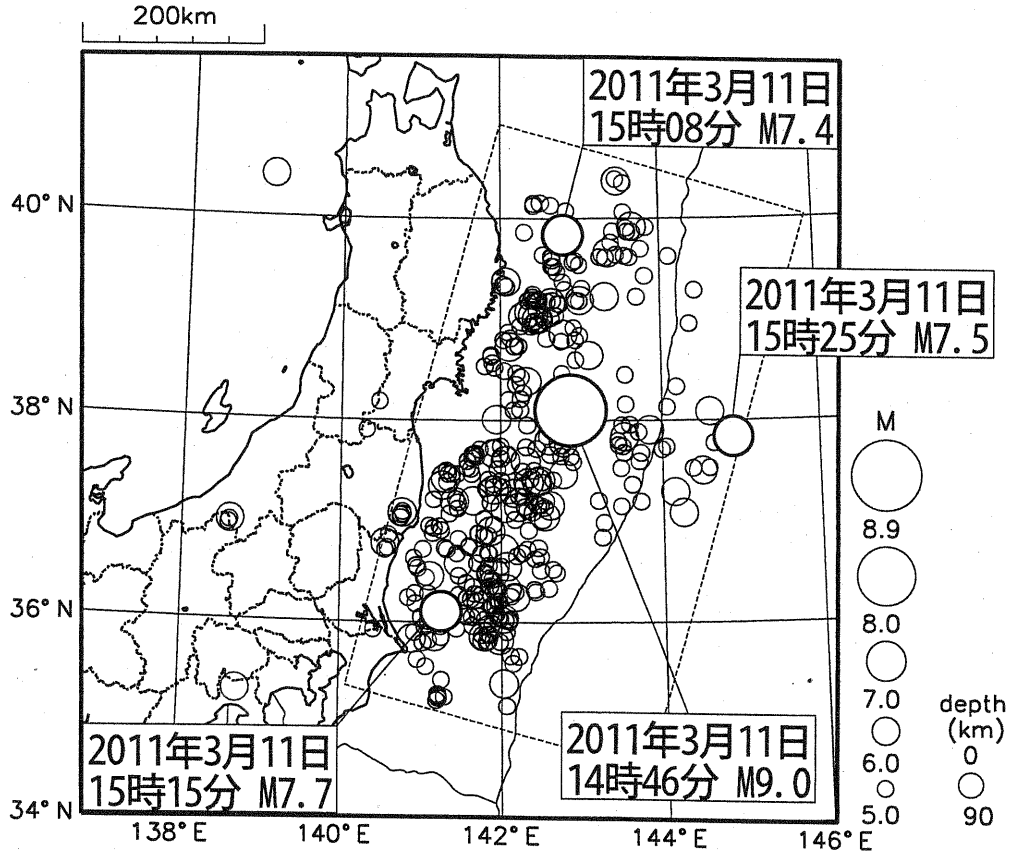 200km
2011年3月11日
15時08分 M7.4
40°N
2011年3月11日
15時25分 M7.5
38°N
M
8.9
8.0
36°N
7.0
depth
(km)
2011年3月11日
15時15分 M7.7
2011年3月11日
14時46分 M9.0
6.0
0
5.0
90
34°N
138°E
140°E
142°E
144°E
146°E